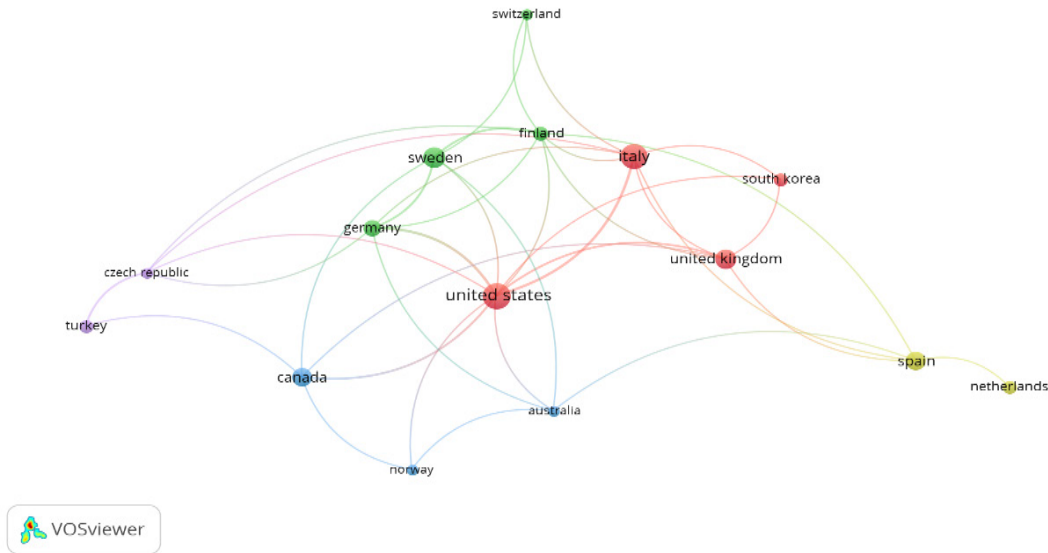 switzerland
finland
sweden
italy
south korea
germany
united kingdom
czech republic
united states
turkey
spain
canada
netherlands
australia
norway
VOSviewer